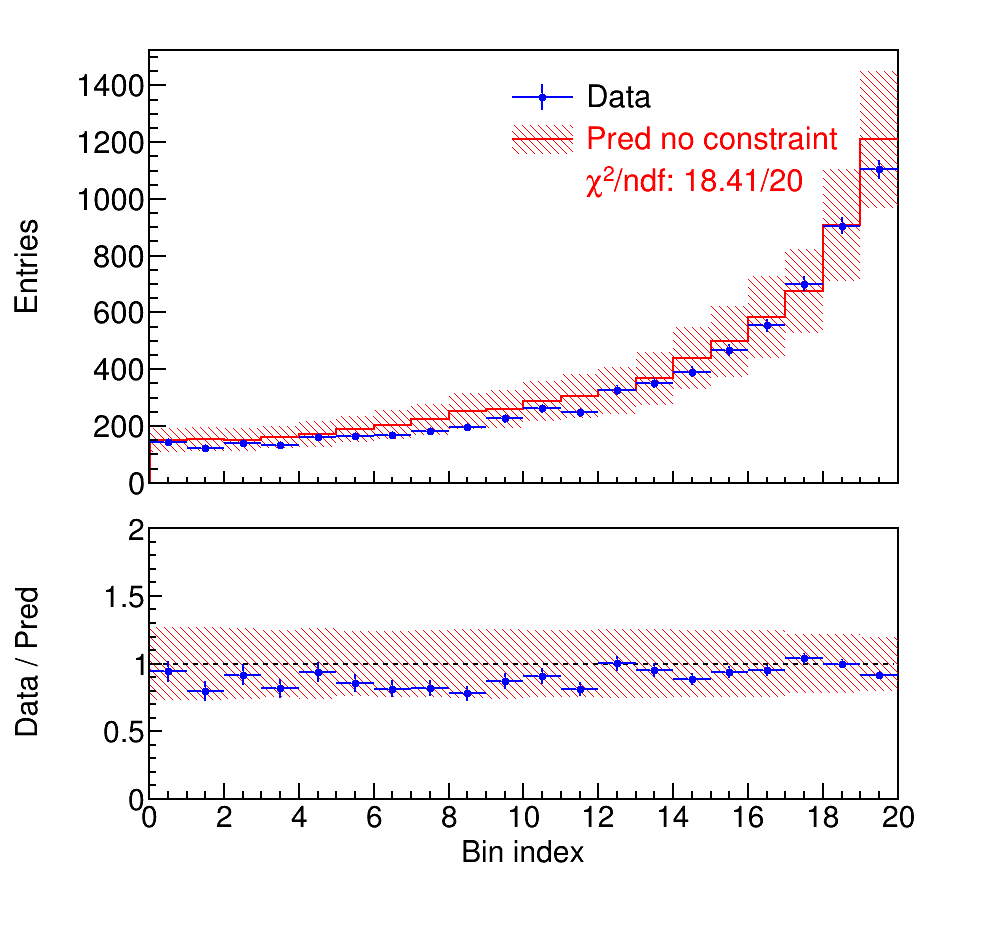 1400
1200
1000
800
600
400
200
0
Entries
Data
Pred no constraint
χ²/ndf: 18.41/20
2
1.5
1
0.5
0
Data / Pred
0 2 4 6 8 10 12 14 16 18 20
Bin index